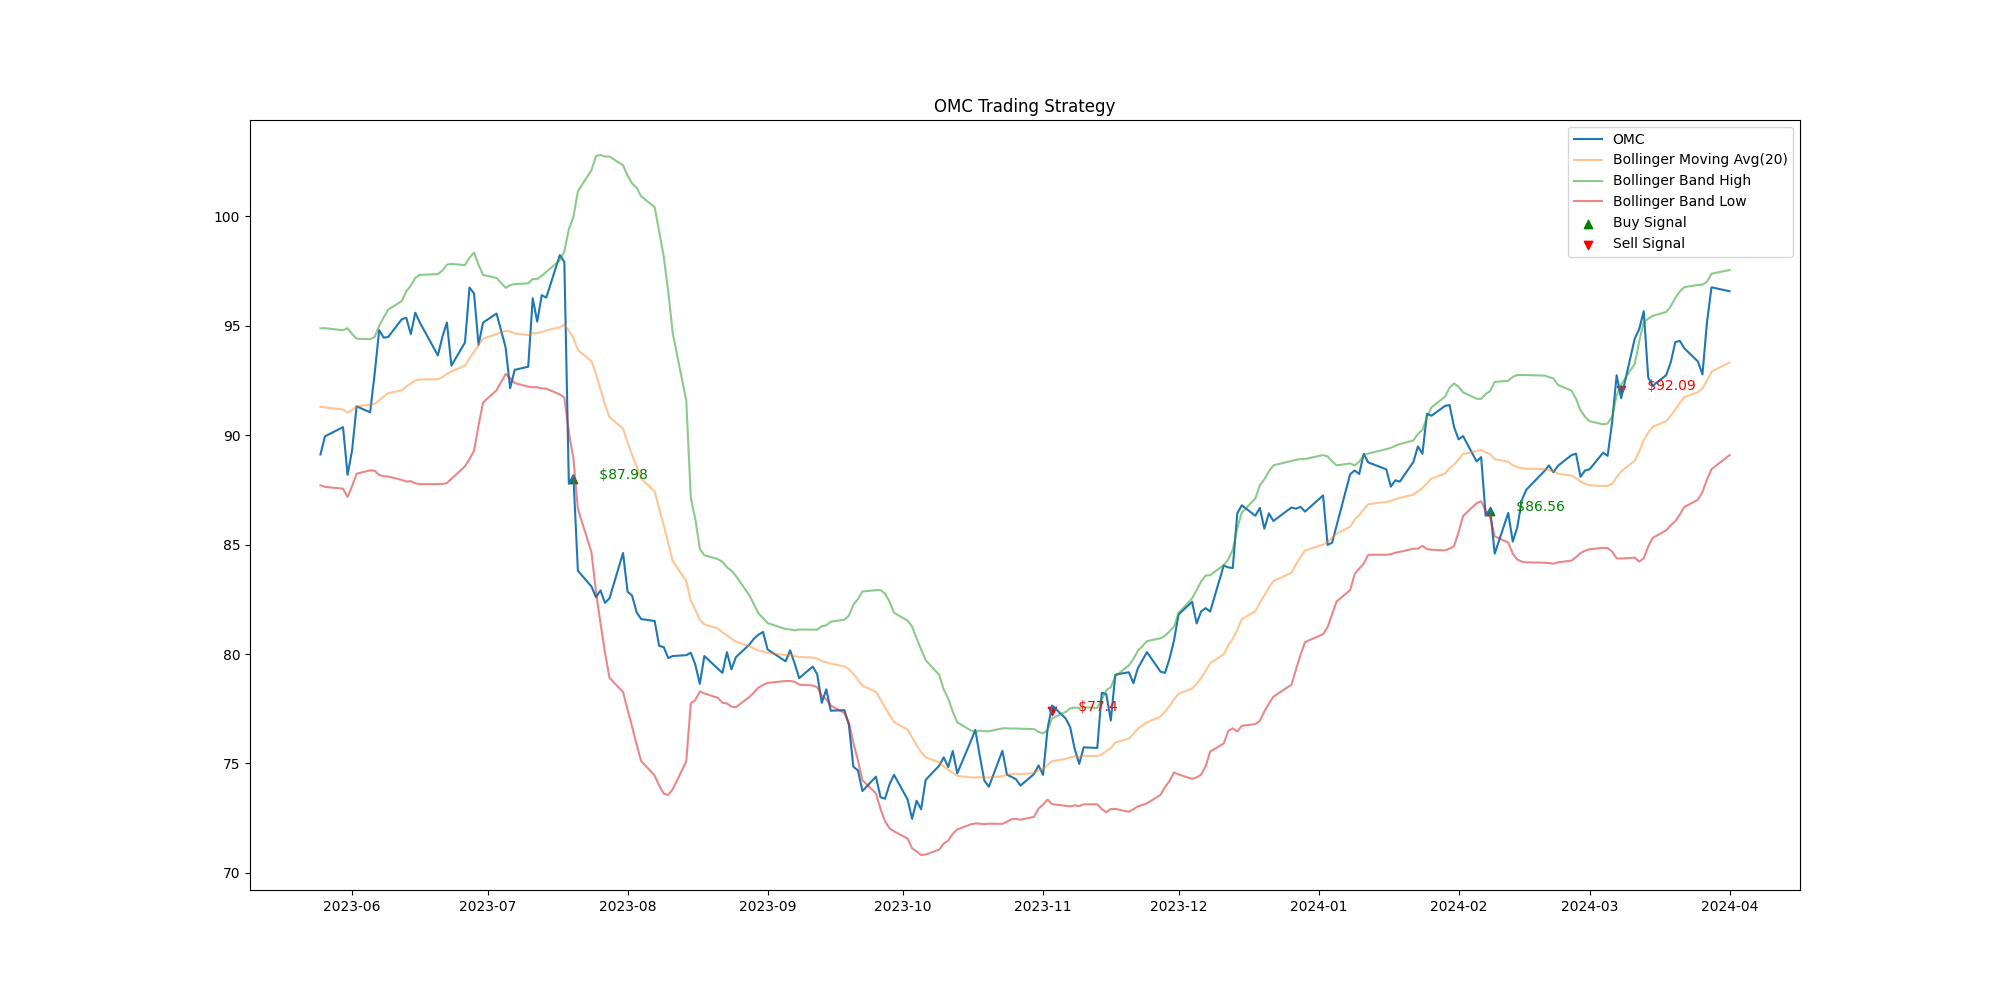 OMC Trading Strategy
OMC
Bollinger Moving Avg(20)
Bollinger Band High
Bollinger Band Low
Buy Signal
Sell Signal
100
95
90
85
80
75
70
$87.98
$77.4
$86.56
$92.09
2023-06 2023-07 2023-08 2023-09 2023-10 2023-11 2023-12 2024-01 2024-02 2024-03 2024-04